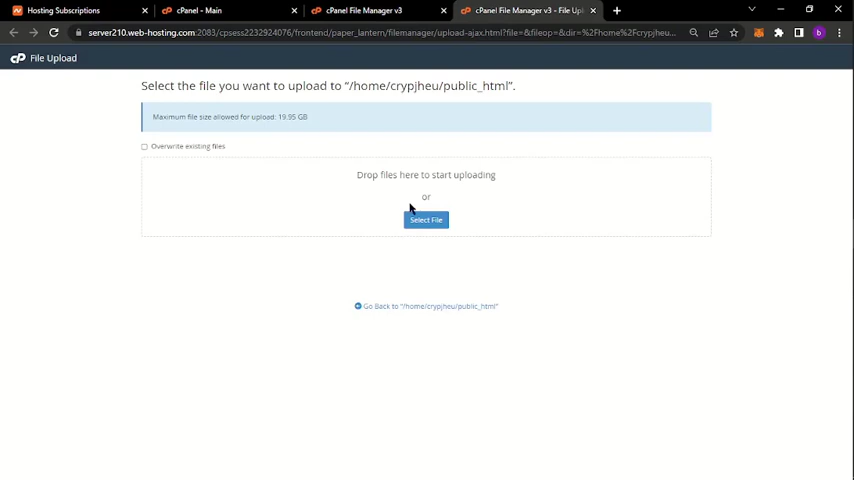 Hosting Subscriptions
cPanel - Main
cPanel File Manager v3
cPanel File Manager v3 - File Upl
server210.web-hosting.com:2083/cpsess2232924076/frontend/paper_lantern/filemanager/upload-ajax.html?file=&fileop=&dir=%2Fhome%2Fcrypjheu...
b
cP File Upload
Select the file you want to upload to “/home/crypjheu/public_html”.
Maximum file size allowed for upload: 19.95 GB
Overwrite existing files
Drop files here to start uploading
or
Select File
Go Back to “/home/crypjheu/public_html”